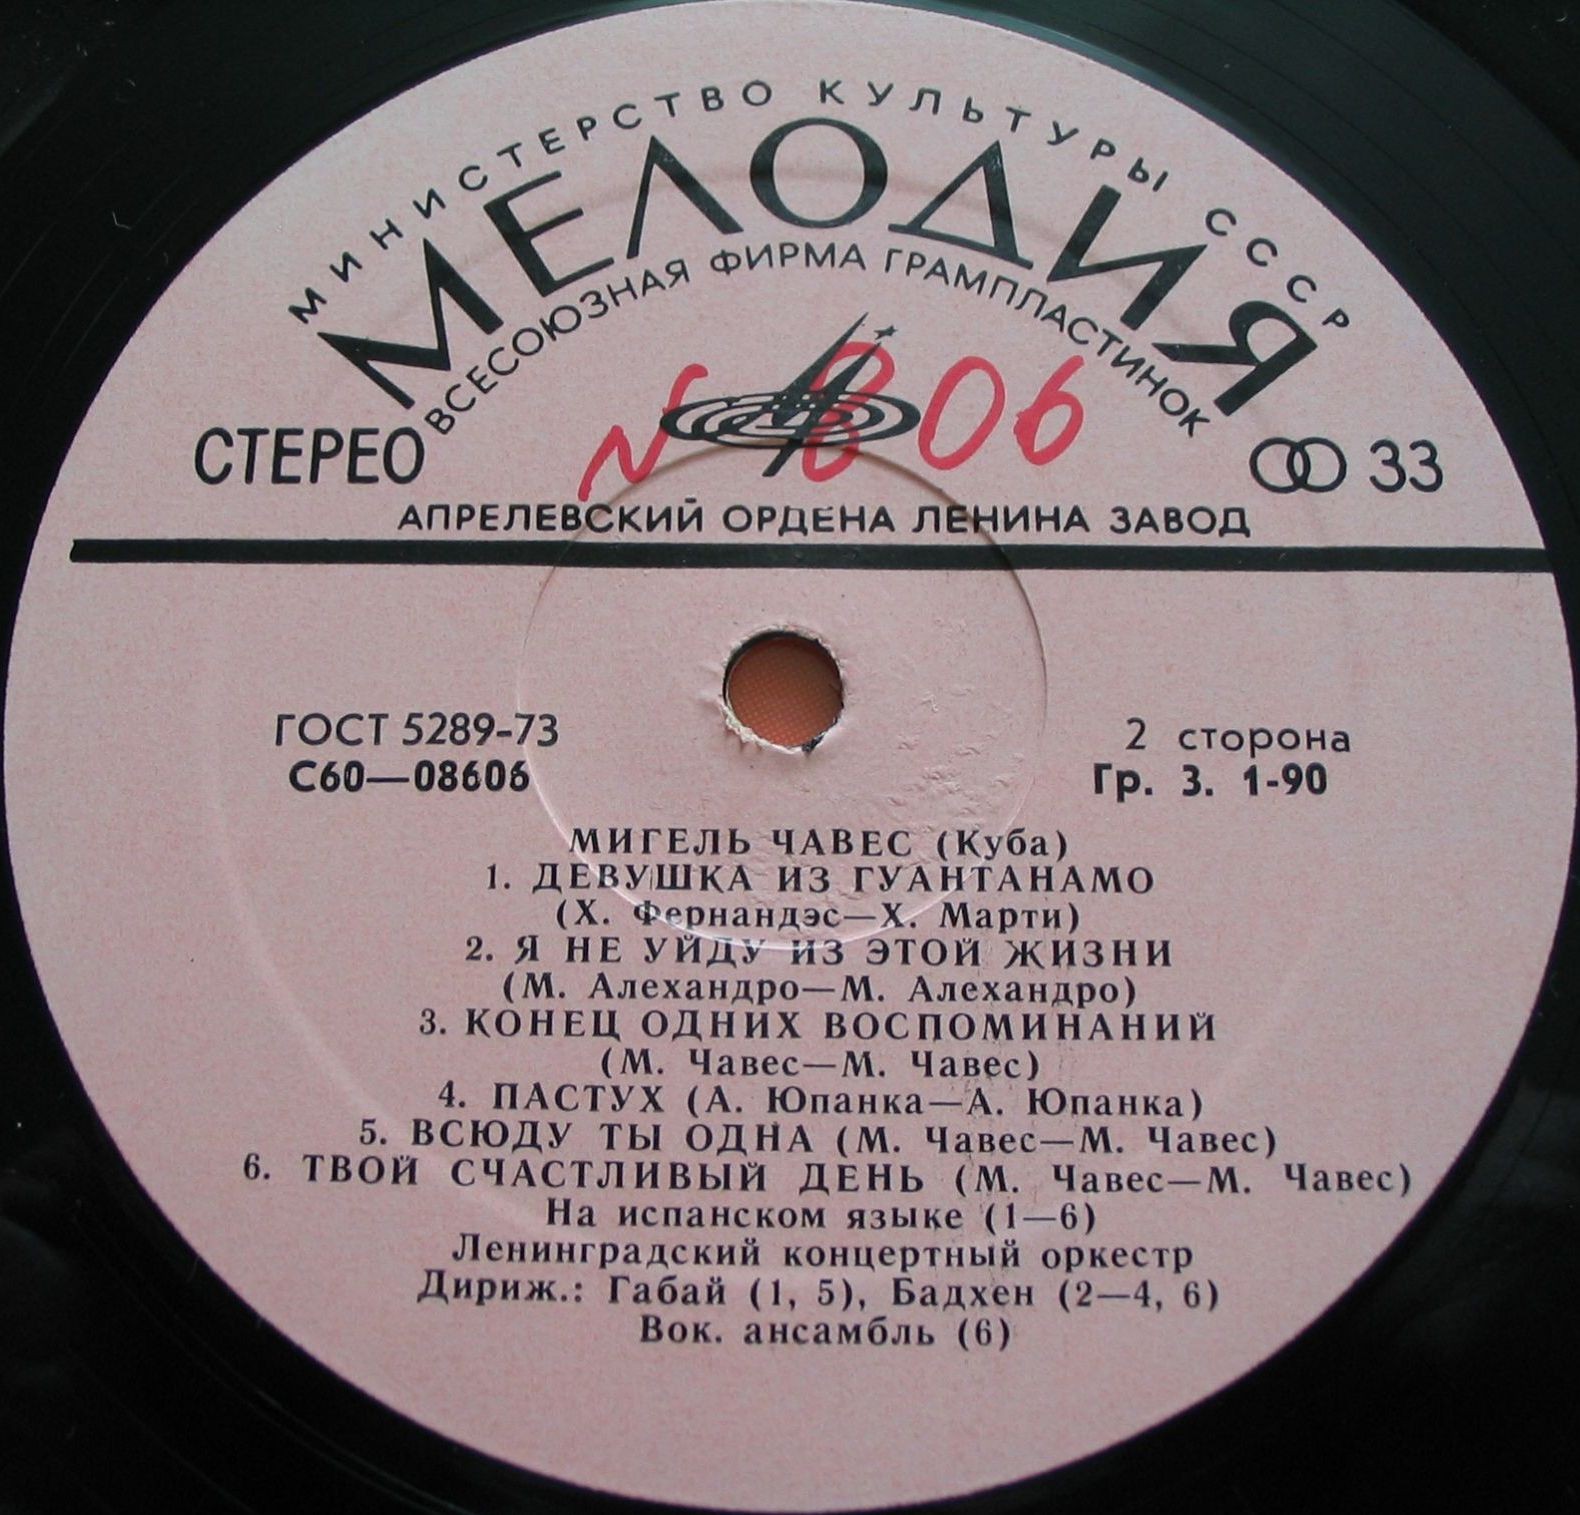 МИНИСТЕРСТВО КУЛЬТУРЫ СССР
МЕЛОДИЯ
ВСЕСОЮЗНАЯ ФИРМА ГРАМПЛАСТИНОК
N 806
СТЕРЕО
33
АПРЕЛЕВСКИЙ ОРДЕНА ЛЕНИНА ЗАВОД
ГОСТ 5289-73
2 сторона
С60—08606
Гр. 3. 1-90
МИГЕЛЬ ЧАВЕС (Куба)
1. ДЕВУШКА ИЗ ГУАНТАНАМО
(Х. Фернандэс—Х. Марти)
2. Я НЕ УЙДУ ИЗ ЭТОЙ ЖИЗНИ
(М. Алехандро—М. Алехандро)
3. КОНЕЦ ОДНИХ ВОСПОМИНАНИЙ
(М. Чавес—М. Чавес)
4. ПАСТУХ (А. Юпанка—А. Юпанка)
5. ВСЮДУ ТЫ ОДНА (М. Чавес—М. Чавес)
6. ТВОЙ СЧАСТЛИВЫЙ ДЕНЬ (М. Чавес—М. Чавес)
На испанском языке (1—6)
Ленинградский концертный оркестр
Дириж.: Габай (1, 5), Бадхен (2—4, 6)
Вок. ансамбль (6)